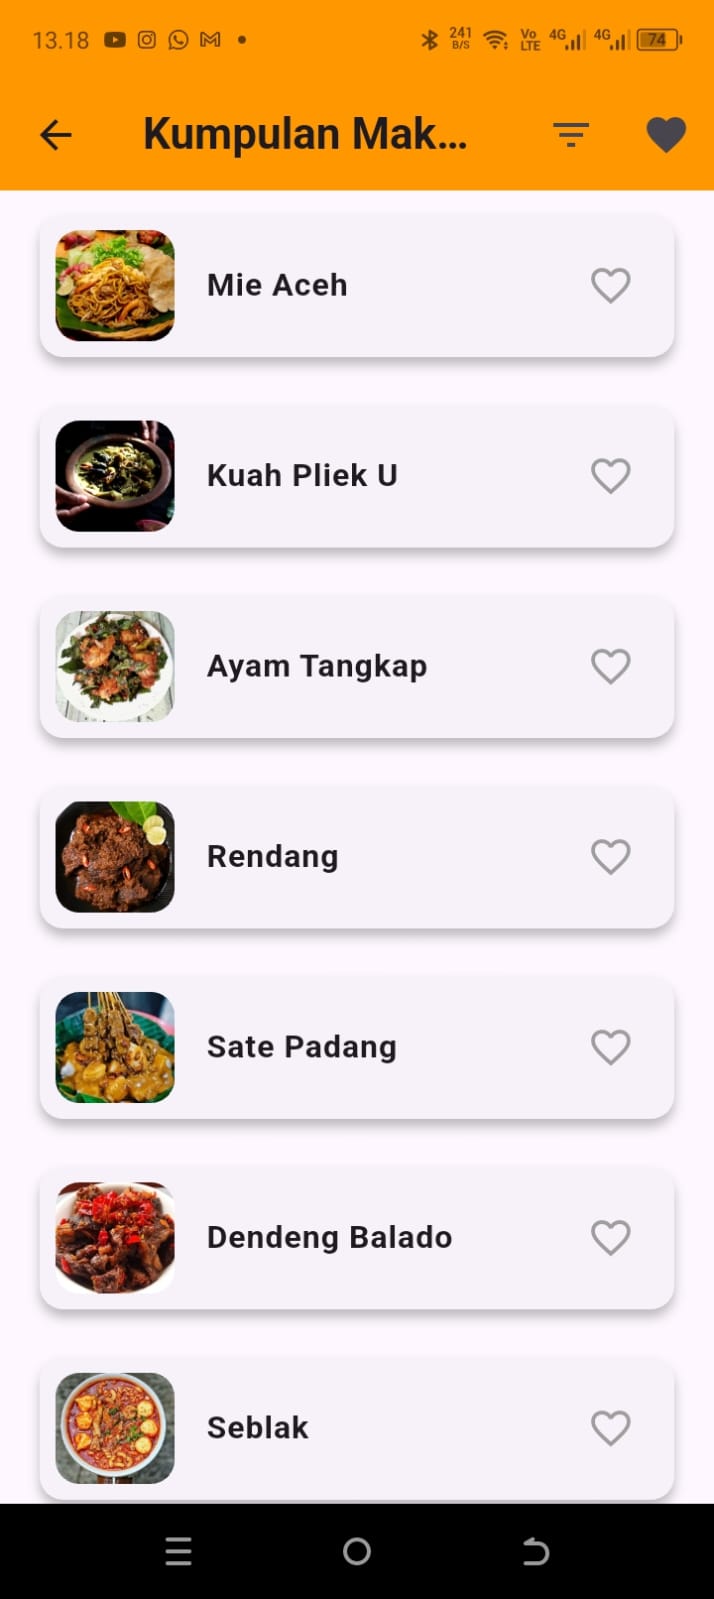 13.18 241 B/S Vo LTE 4G 4G 74
Kumpulan Mak...
Mie Aceh
Kuah Pliek U
Ayam Tangkap
Rendang
Sate Padang
Dendeng Balado
Seblak